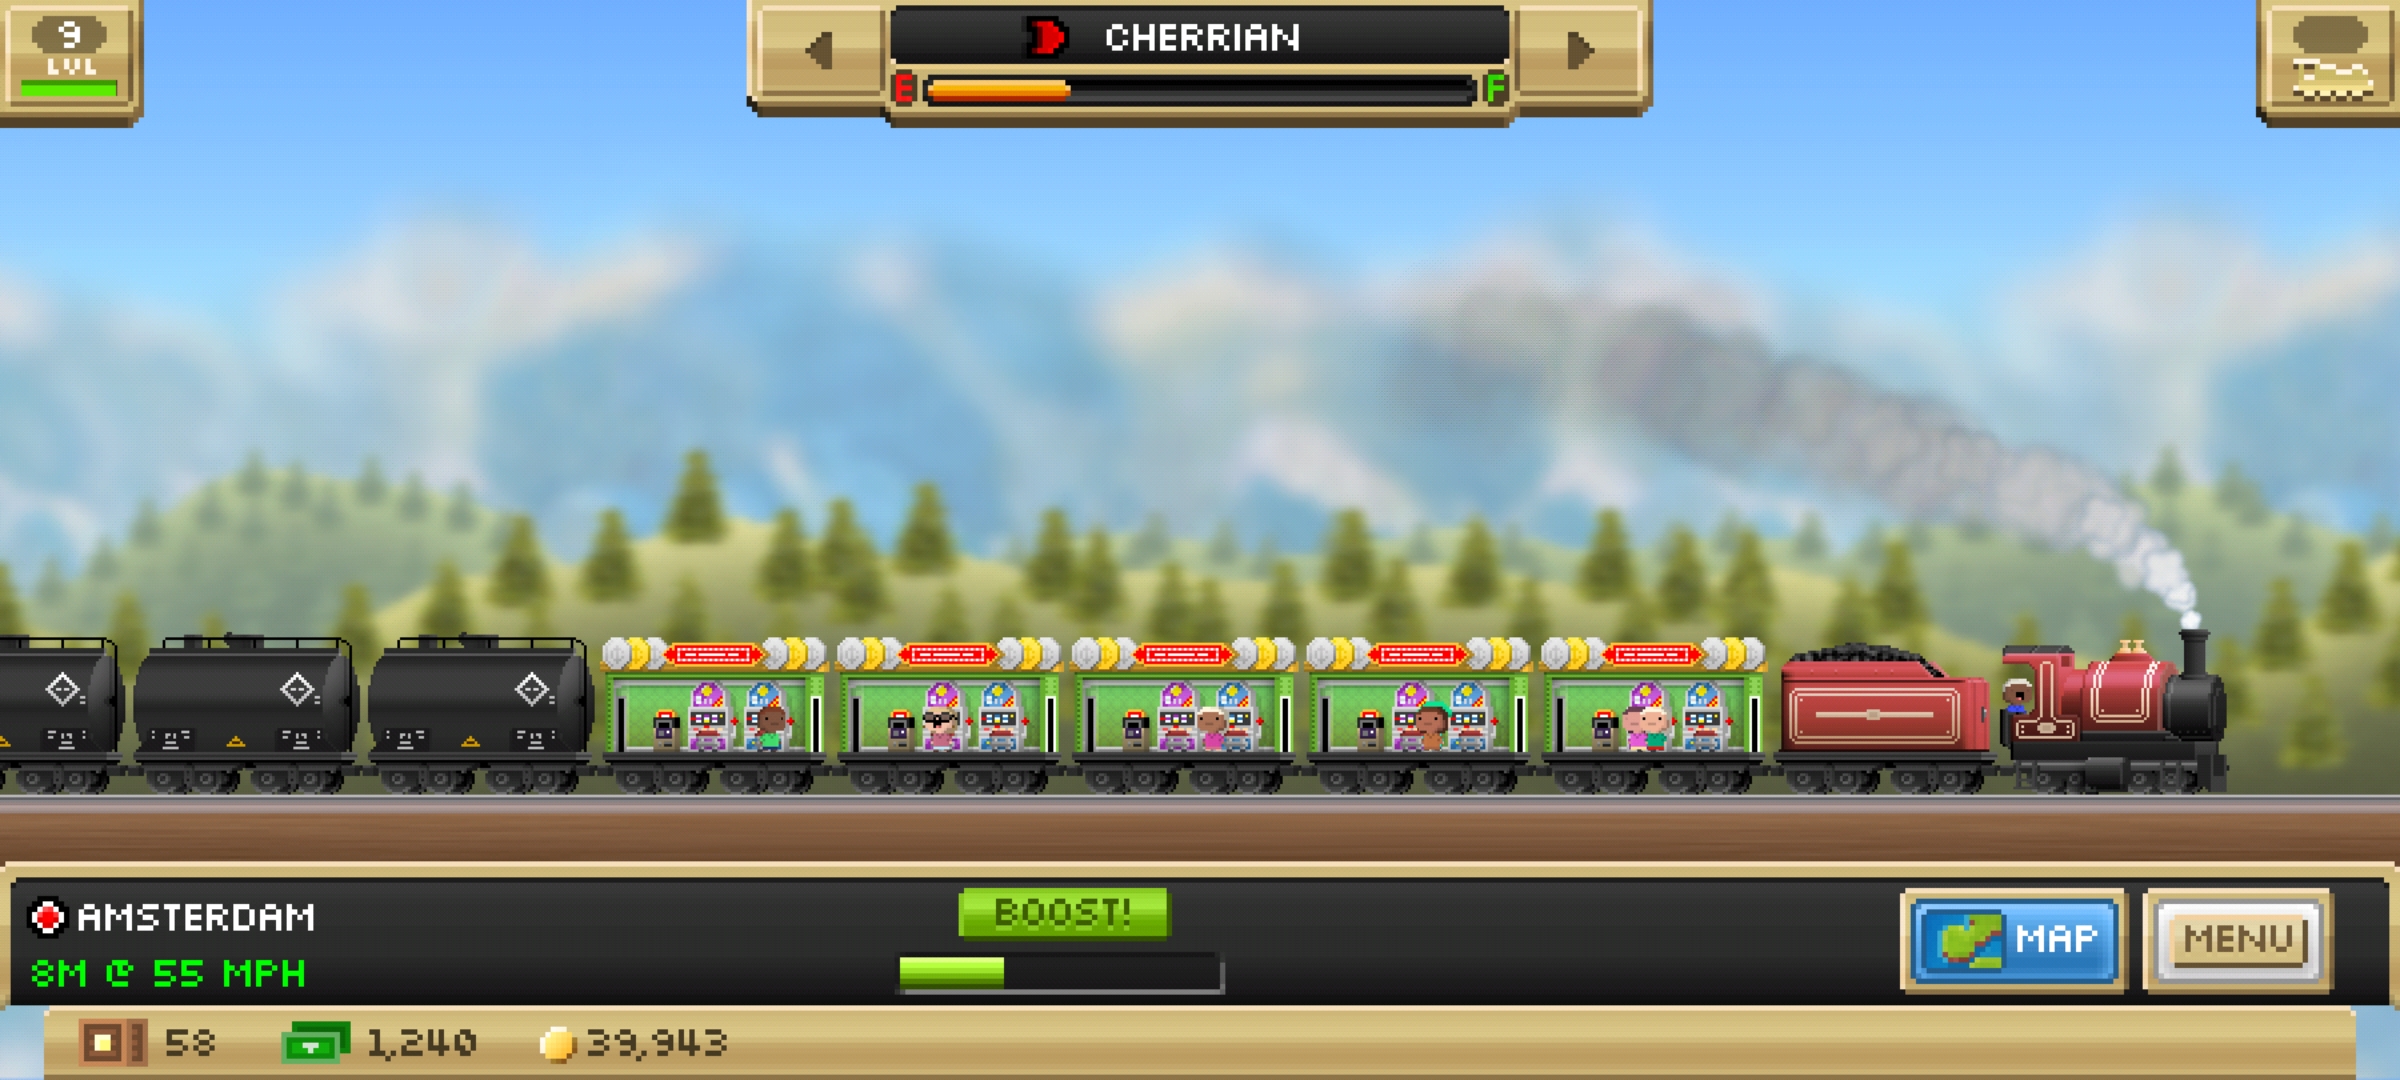 9
LVL
CHERRIAN
E F
AMSTERDAM
8M @ 55 MPH
BOOST!
MAP
MENU
58 1,240 39,943